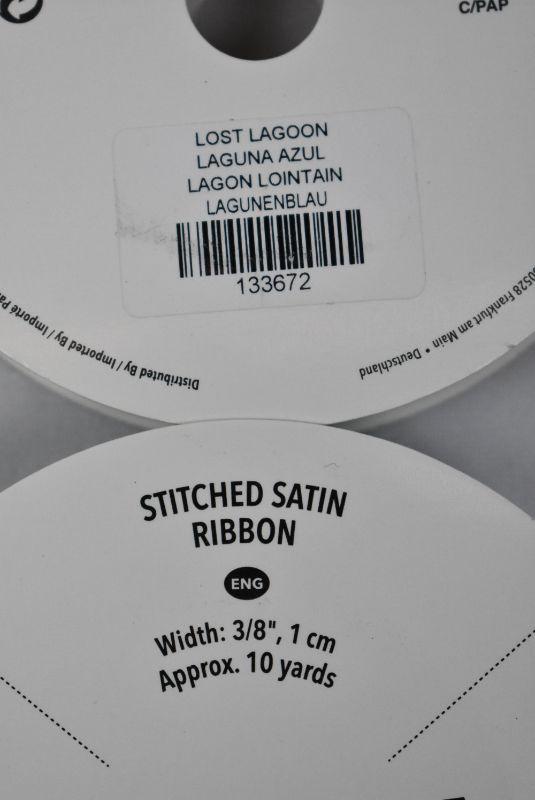 C/PAP
LOST LAGOON
LAGUNA AZUL
LAGON LOINTAIN
LAGUNENBLAU
133672
Distributed By / Imported By / Importé
Frankfurt am Main • Deutschland
STITCHED SATIN
RIBBON
ENG
Width: 3/8", 1 cm
Approx. 10 yards